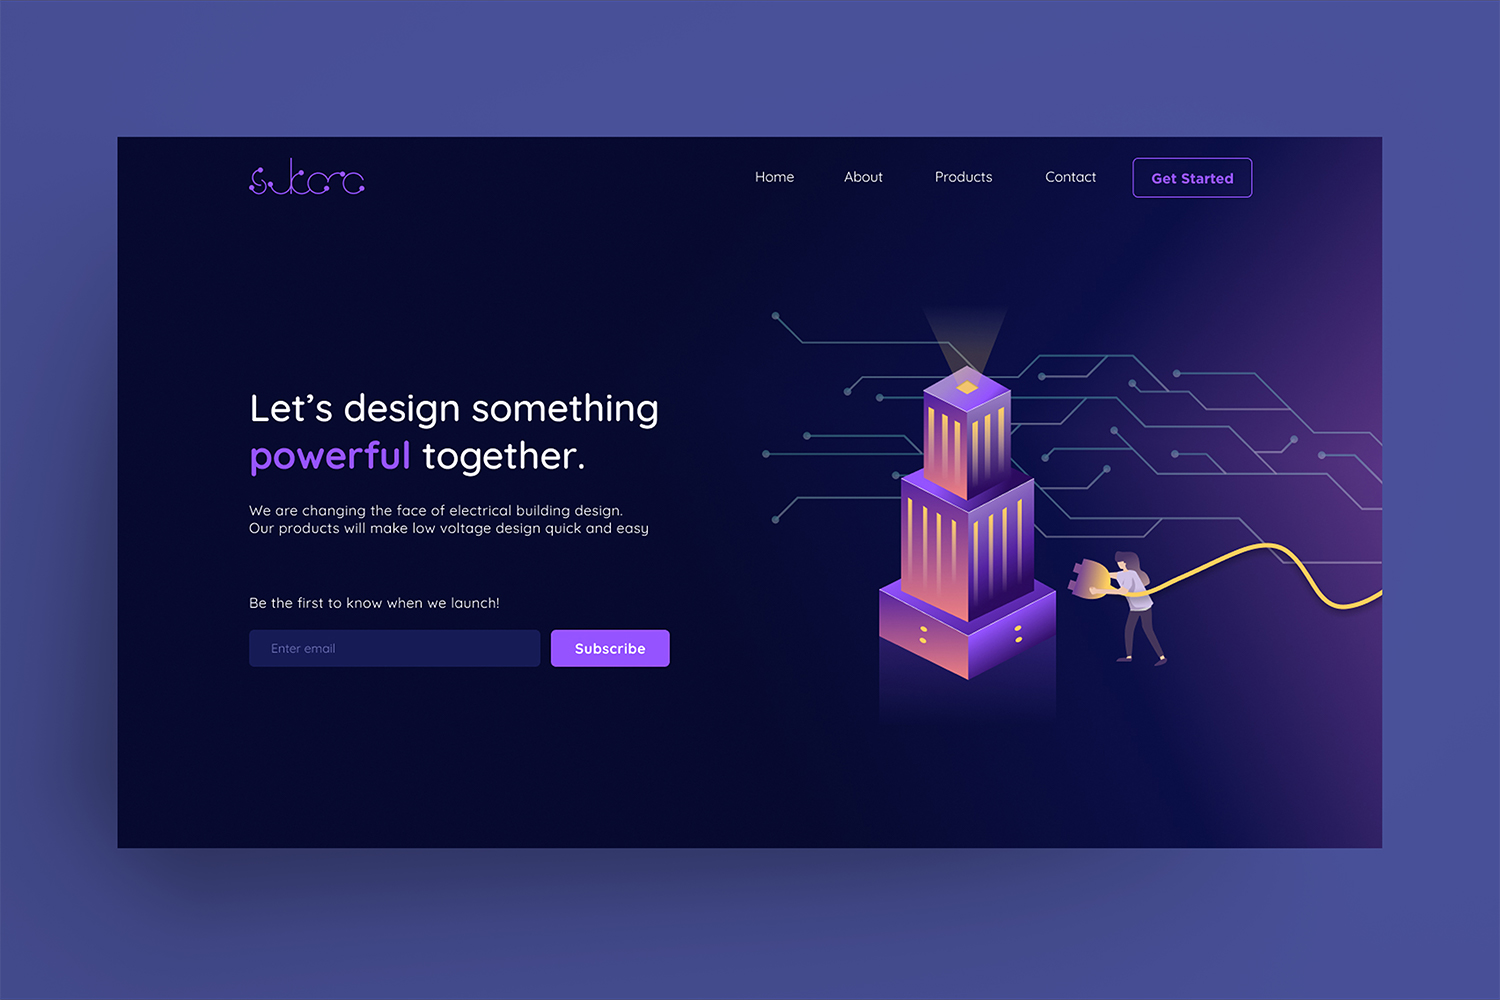 sukora
Home About Products Contact Get Started
Let’s design something
powerful together.
We are changing the face of electrical building design.
Our products will make low voltage design quick and easy
Be the first to know when we launch!
Enter email Subscribe